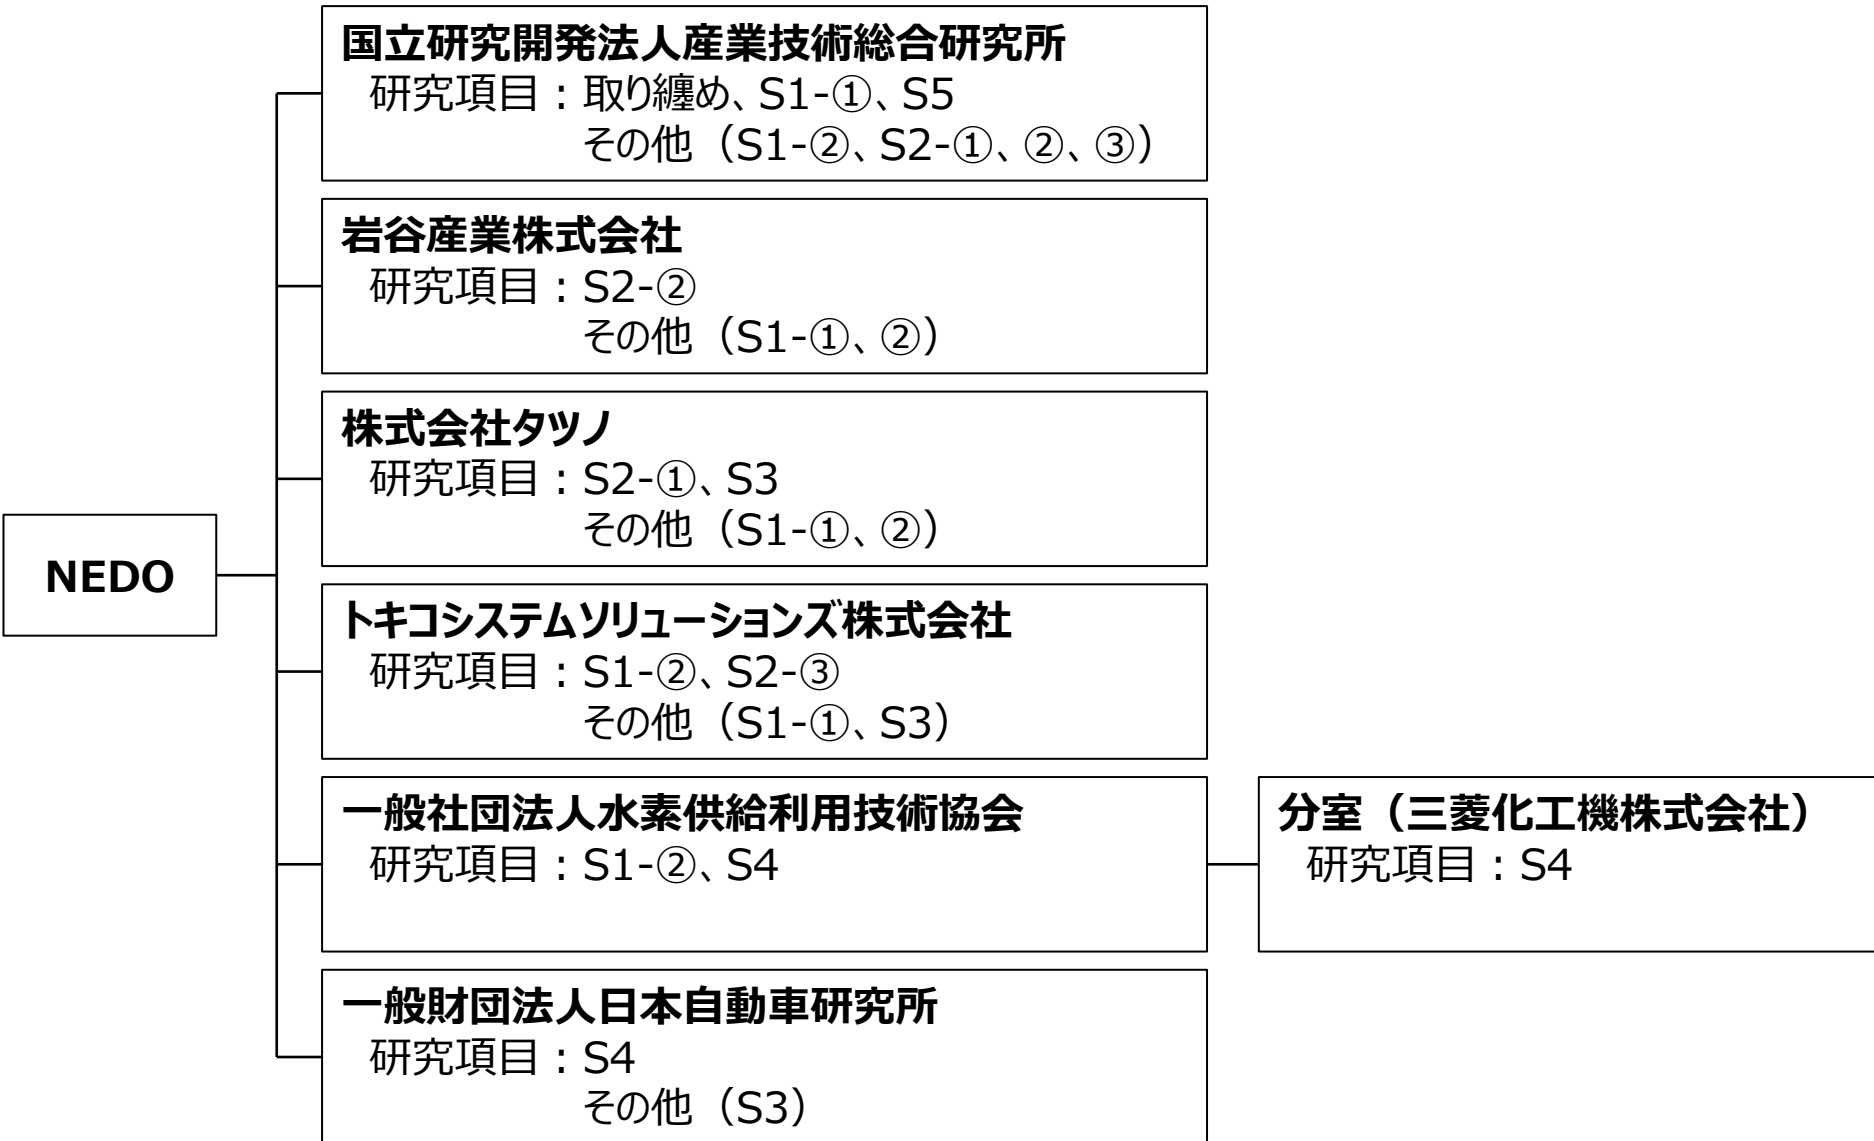 国立研究開発法人産業技術総合研究所
研究項目：取り纏め、S1-①、S5
その他（S1-②、S2-①、②、③）
岩谷産業株式会社
研究項目：S2-②
その他（S1-①、②）
株式会社タツノ
研究項目：S2-①、S3
その他（S1-①、②）
NEDO
トキコシステムソリューションズ株式会社
研究項目：S1-②、S2-③
その他（S1-①、S3）
一般社団法人水素供給利用技術協会
研究項目：S1-②、S4
分室（三菱化工機株式会社）
研究項目：S4
一般財団法人日本自動車研究所
研究項目：S4
その他（S3）